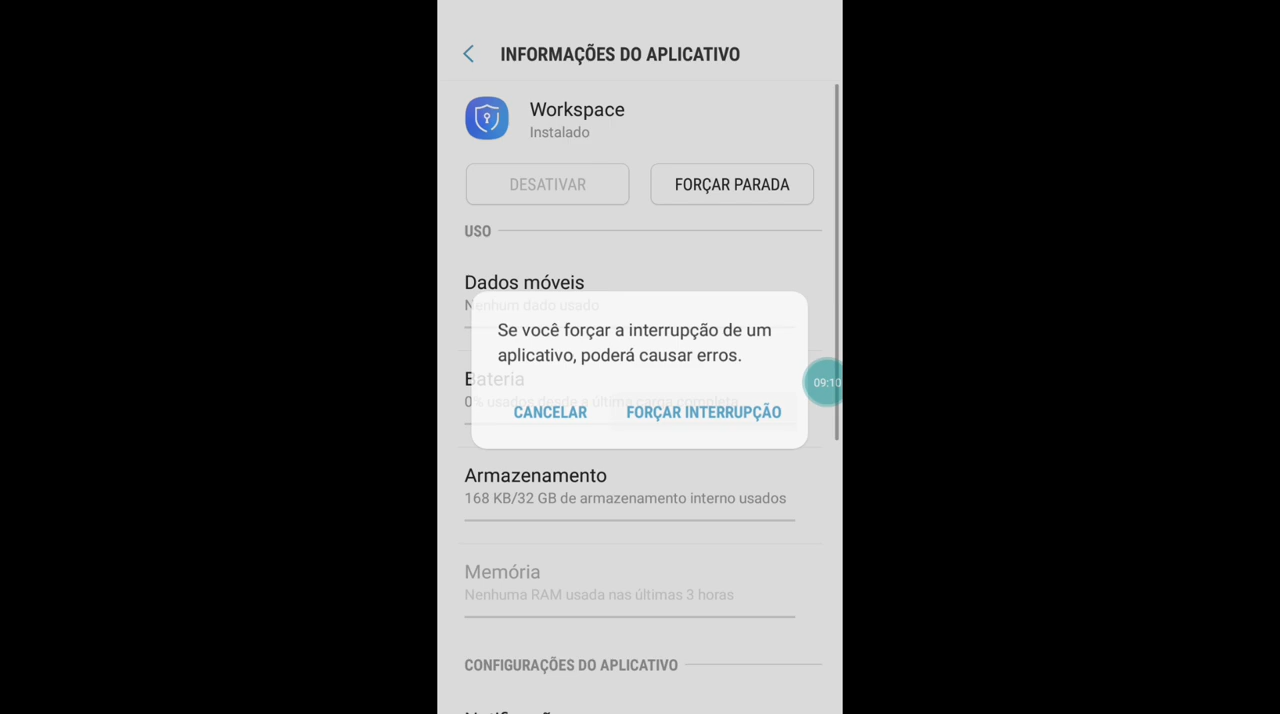 INFORMAÇÕES DO APLICATIVO
Workspace
Instalado
DESATIVAR
FORÇAR PARADA
USO
Dados móveis
Nenhum dado usado
Se você forçar a interrupção de um
aplicativo, poderá causar erros.
Bateria
0% usados desde a última carga completa
CANCELAR
FORÇAR INTERRUPÇÃO
09:10
Armazenamento
168 KB/32 GB de armazenamento interno usados
Memória
Nenhuma RAM usada nas últimas 3 horas
CONFIGURAÇÕES DO APLICATIVO